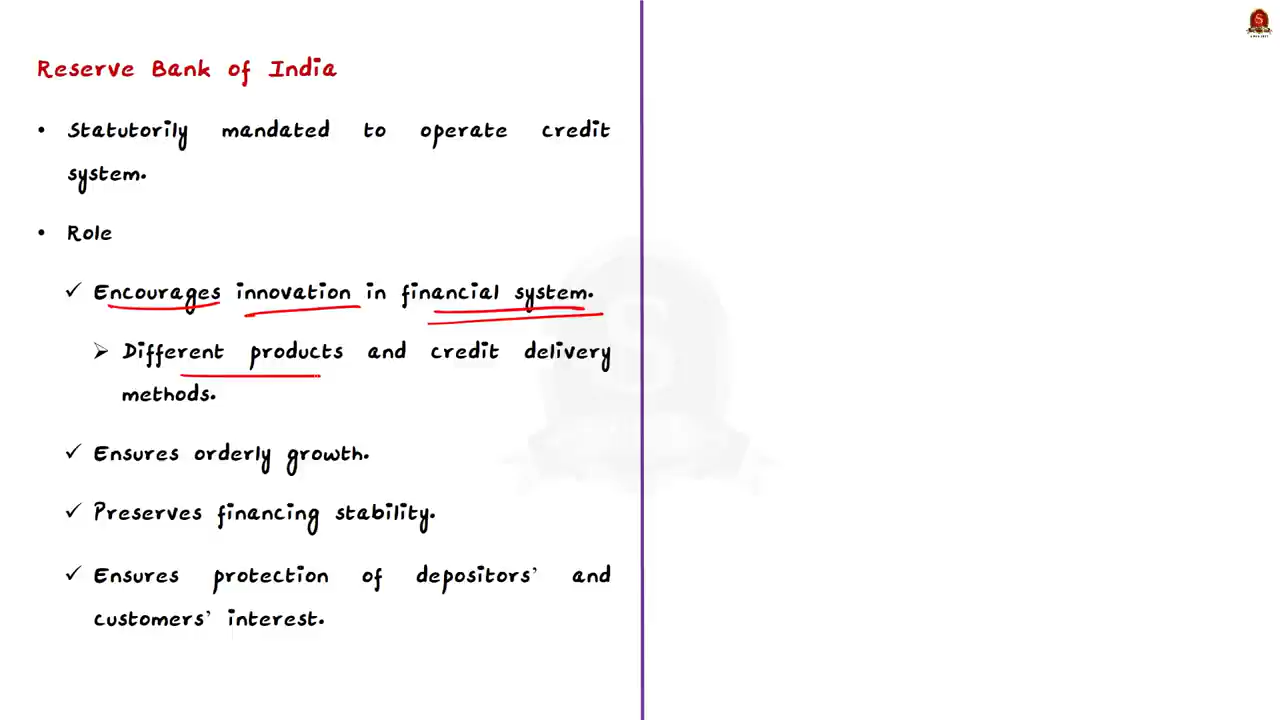 Reserve Bank of India
• Statutorily mandated to operate credit
system.
• Role
✓ Encourages innovation in financial system.
➢ Different products and credit delivery
methods.
✓ Ensures orderly growth.
✓ Preserves financing stability.
✓ Ensures protection of depositors' and
customers' interest.